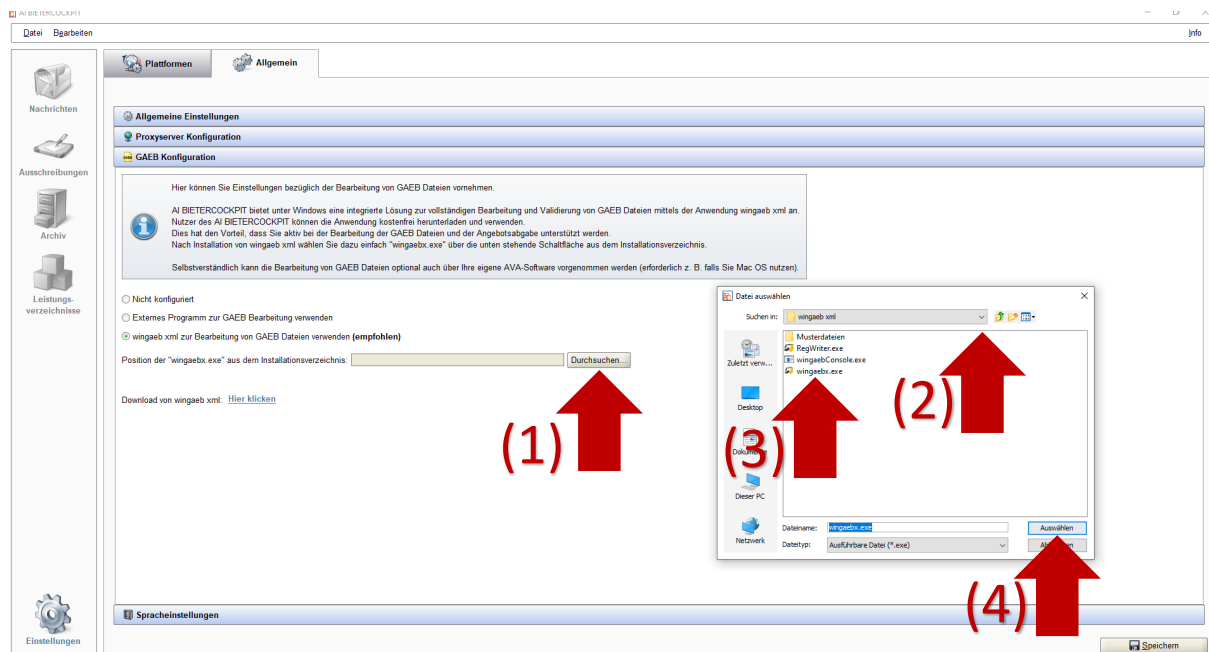 AI BIETERCOCKPIT
Datei Bearbeiten
Info
Nachrichten
Ausschreibungen
Archiv
Leistungs-
verzeichnisse
Einstellungen
Plattformen
Allgemein
Allgemeine Einstellungen
Proxyserver Konfiguration
GAEB Konfiguration
Hier können Sie Einstellungen bezüglich der Bearbeitung von GAEB Dateien vornehmen.
AI BIETERCOCKPIT bietet unter Windows eine integrierte Lösung zur vollständigen Bearbeitung und Validierung von GAEB Dateien mittels der Anwendung wingaeb xml an.
Nutzer des AI BIETERCOCKPIT können die Anwendung kostenfrei herunterladen und verwenden.
Dies hat den Vorteil, dass Sie aktiv bei der Bearbeitung der GAEB Dateien und der Angebotsabgabe unterstützt werden.
Nach Installation von wingaeb xml wählen Sie dazu einfach "wingaebx.exe" über die unten stehende Schaltfläche aus dem Installationsverzeichnis.
Selbstverständlich kann die Bearbeitung von GAEB Dateien optional auch über Ihre eigene AVA-Software vorgenommen werden (erforderlich z. B. falls Sie Mac OS nutzen).
Nicht konfiguriert
Externes Programm zur GAEB Bearbeitung verwenden
wingaeb xml zur Bearbeitung von GAEB Dateien verwenden (empfohlen)
Position der "wingaebx.exe" aus dem Installationsverzeichnis:
Durchsuchen...
Download von wingaeb xml: Hier klicken
(1)
Datei auswählen
Suchen in: wingaeb xml
Zuletzt verw...
Desktop
Dieser PC
Netzwerk
Musterdateien
RegWriter.exe
wingaebConsole.exe
wingaebx.exe
(2)
(3)
Dateiname: wingaebx.exe
Auswählen
Dateityp: Ausführbare Datei (*.exe)
(4)
Spracheinstellungen
Speichern